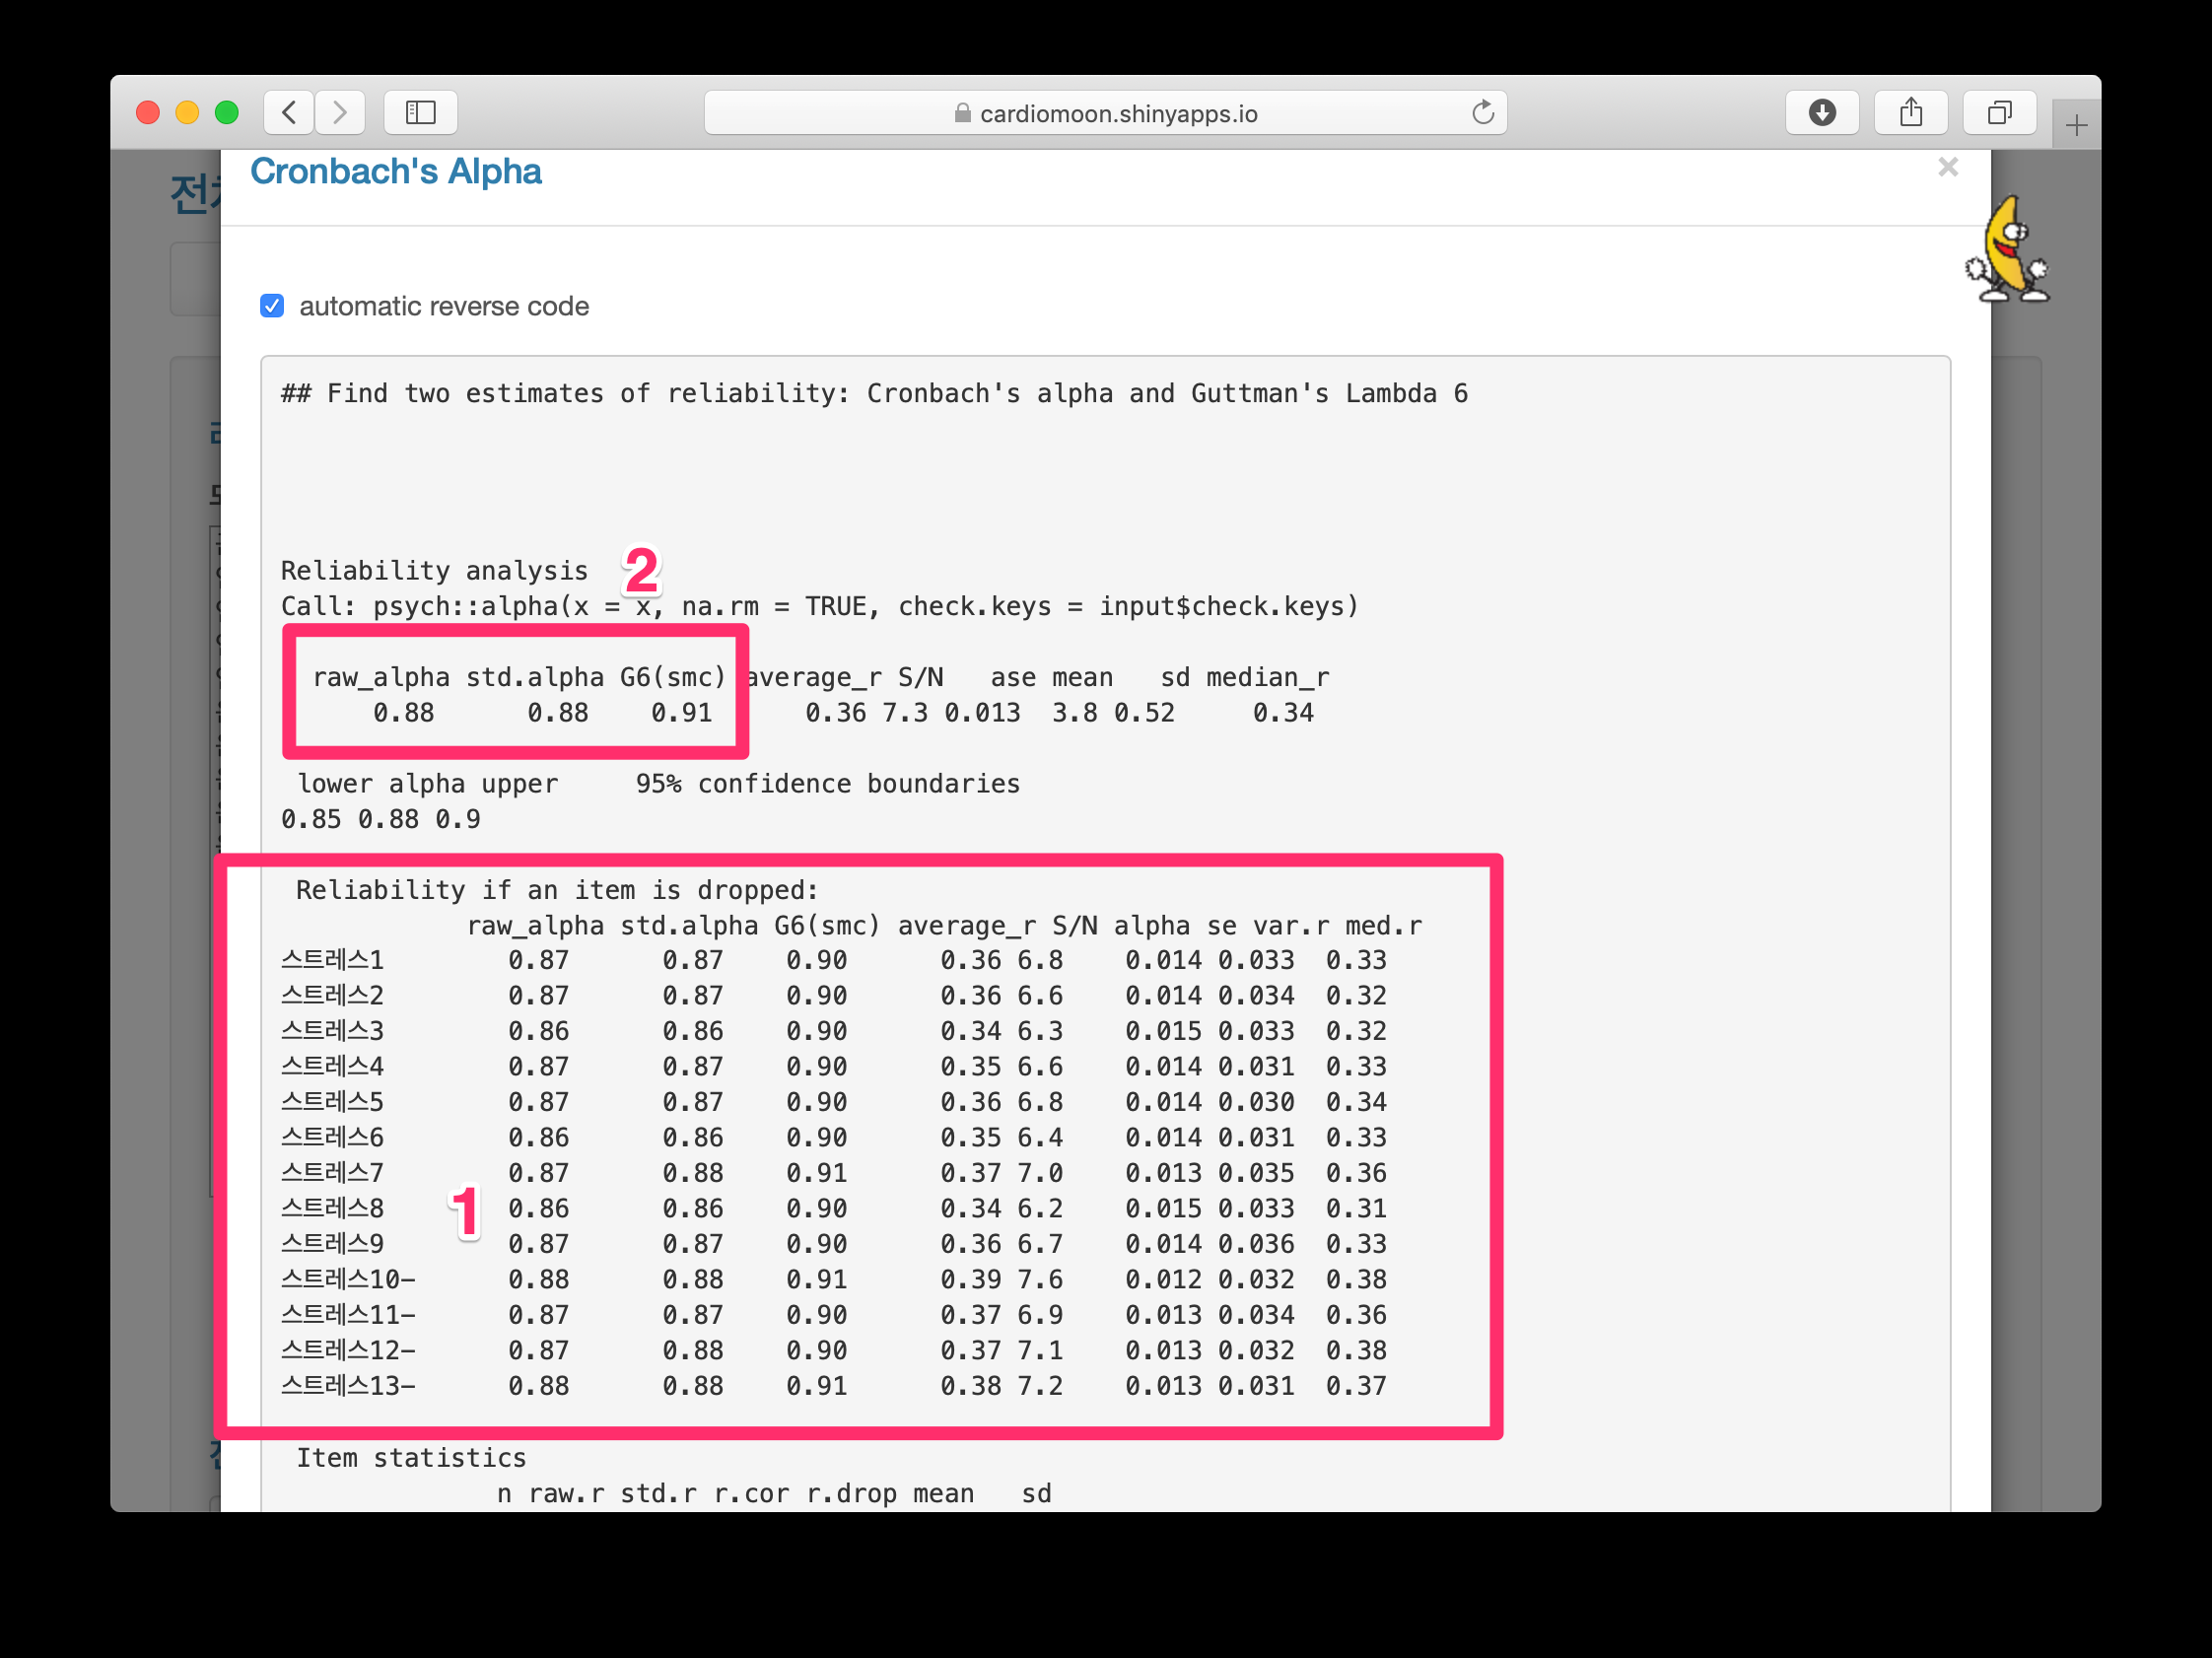 cardiomoon.shinyapps.io
Cronbach's Alpha
automatic reverse code
## Find two estimates of reliability: Cronbach's alpha and Guttman's Lambda 6
2
Reliability analysis
Call: psych::alpha(x = x, na.rm = TRUE, check.keys = input$check.keys)
raw_alpha std.alpha G6(smc) average_r S/N ase mean sd median_r
0.88 0.88 0.91 0.36 7.3 0.013 3.8 0.52 0.34
lower alpha upper 95% confidence boundaries
0.85 0.88 0.9
Reliability if an item is dropped:
raw_alpha std.alpha G6(smc) average_r S/N alpha se var.r med.r
스트레스1 0.87 0.87 0.90 0.36 6.8 0.014 0.033 0.33
스트레스2 0.87 0.87 0.90 0.36 6.6 0.014 0.034 0.32
스트레스3 0.86 0.86 0.90 0.34 6.3 0.015 0.033 0.32
스트레스4 0.87 0.87 0.90 0.35 6.6 0.014 0.031 0.33
스트레스5 0.87 0.87 0.90 0.36 6.8 0.014 0.030 0.34
스트레스6 0.86 0.86 0.90 0.35 6.4 0.014 0.031 0.33
스트레스7 0.87 0.88 0.91 0.37 7.0 0.013 0.035 0.36
1
스트레스8 0.86 0.86 0.90 0.34 6.2 0.015 0.033 0.31
스트레스9 0.87 0.87 0.90 0.36 6.7 0.014 0.036 0.33
스트레스10- 0.88 0.88 0.91 0.39 7.6 0.012 0.032 0.38
스트레스11- 0.87 0.87 0.90 0.37 6.9 0.013 0.034 0.36
스트레스12- 0.87 0.88 0.90 0.37 7.1 0.013 0.032 0.38
스트레스13- 0.88 0.88 0.91 0.38 7.2 0.013 0.031 0.37
Item statistics
n raw.r std.r r.cor r.drop mean sd